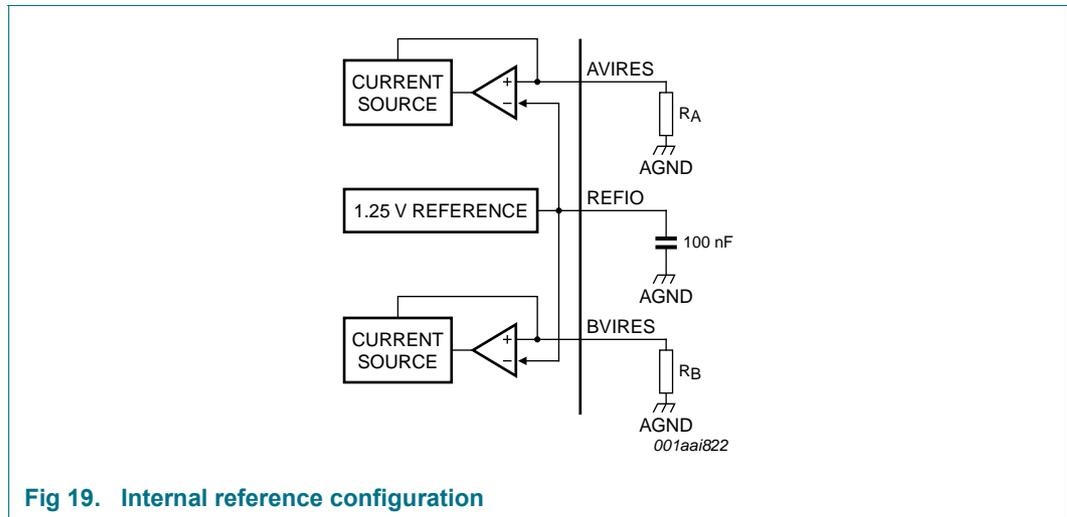 CURRENT
SOURCE
+
−
AVIRES
RA
AGND
1.25 V REFERENCE
REFIO
100 nF
AGND
CURRENT
SOURCE
+
−
BVIRES
RB
AGND
001aai822
Fig 19. Internal reference configuration